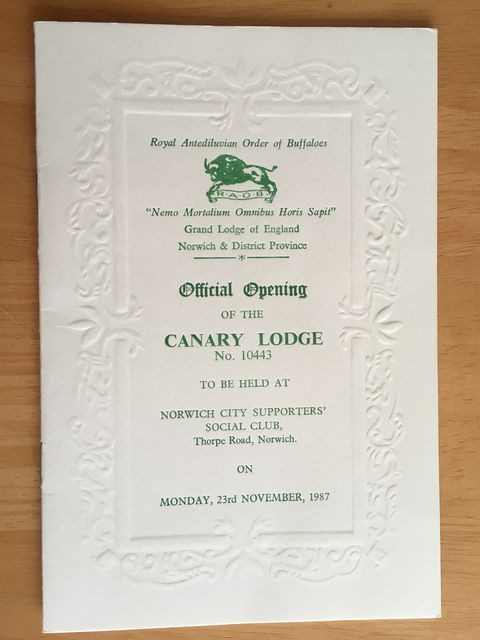 Royal Antediluvian Order of Buffaloes
R·A·O·B·
"Nemo Mortalium Omnibus Horis Sapit"
Grand Lodge of England
Norwich & District Province
Official Opening
OF THE
CANARY LODGE
No. 10443
TO BE HELD AT
NORWICH CITY SUPPORTERS'
SOCIAL CLUB,
Thorpe Road, Norwich.
ON
MONDAY, 23rd NOVEMBER, 1987